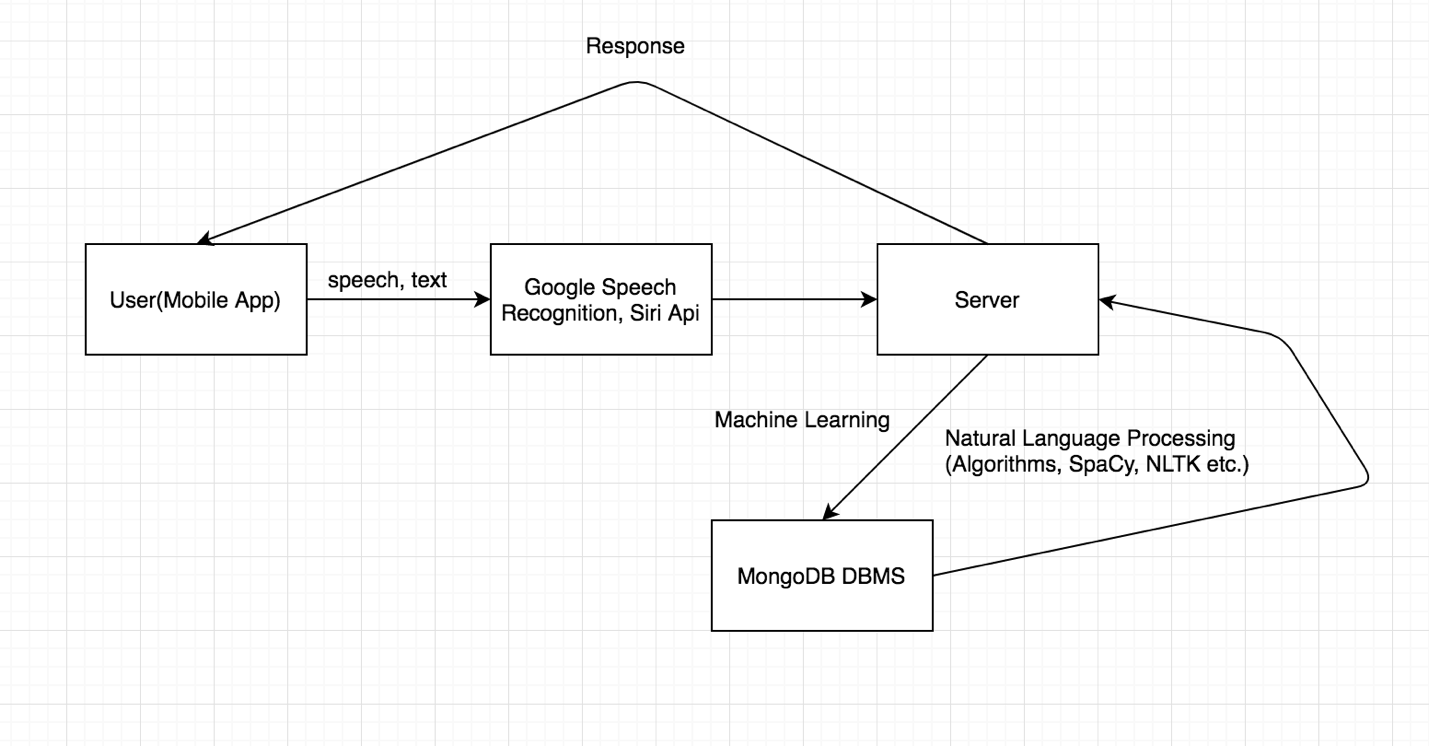 Response
User(Mobile App)
speech, text
Google Speech
Recognition, Siri Api
Server
Machine Learning
Natural Language Processing
(Algorithms, SpaCy, NLTK etc.)
MongoDB DBMS